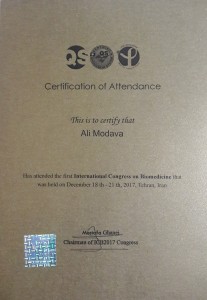 QS
Certification of Attendance
This is to certify that
Ali Modava
Has attended the first International Congress on Biomedicine that
was held on December 18 th - 21 th, 2017, Tehran, Iran
Chairman of ICB2017 Congress